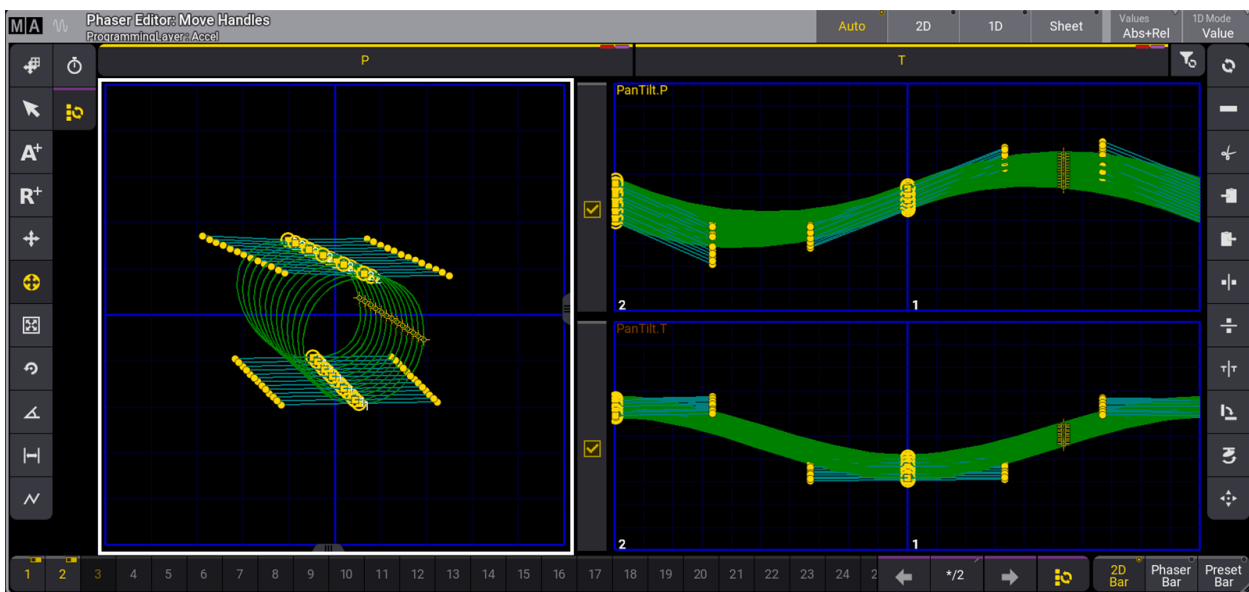 MA
Phaser Editor: Move Handles
ProgrammingLayer: Accel
Auto
2D
1D
Sheet
Values
Abs+Rel
1D Mode
Value
P
T
A+
R+
PanTilt.P
2
1
PanTilt.T
2
1
T T
1 2 3 4 5 6 7 8 9 10 11 12 13 14 15 16 17 18 19 20 21 22 23 24 2
*/2
2D
Bar
Phaser
Bar
Preset
Bar